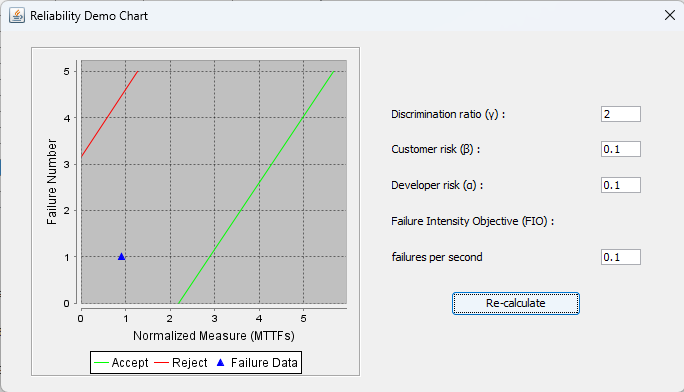 Reliability Demo Chart
5
4
3
2
1
0
Failure Number
0 1 2 3 4 5
Normalized Measure (MTTFs)
Accept Reject Failure Data
Discrimination ratio (γ) : 2
Customer risk (β) : 0.1
Developer risk (α) : 0.1
Failure Intensity Objective (FIO) :
failures per second 0.1
Re-calculate